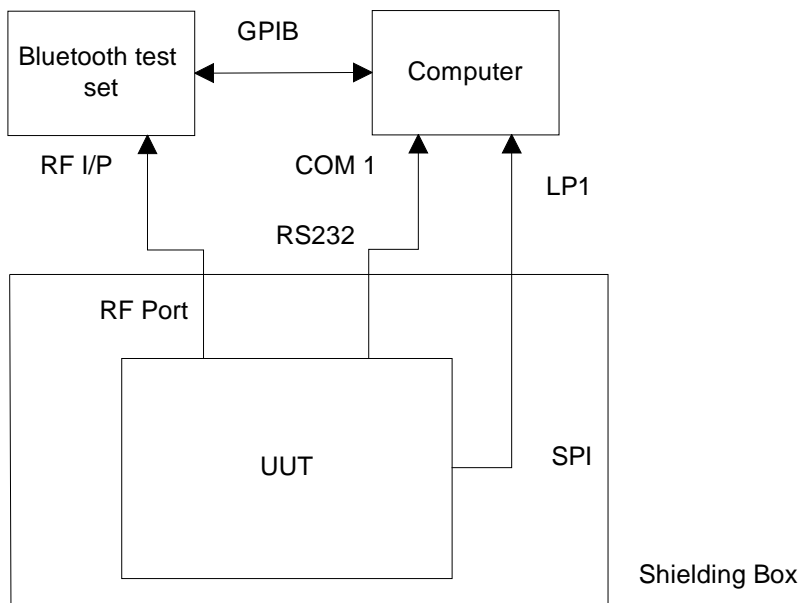 GPIB
Bluetooth test
set
Computer
RF I/P
COM 1
LP1
RS232
RF Port
UUT
SPI
Shielding Box